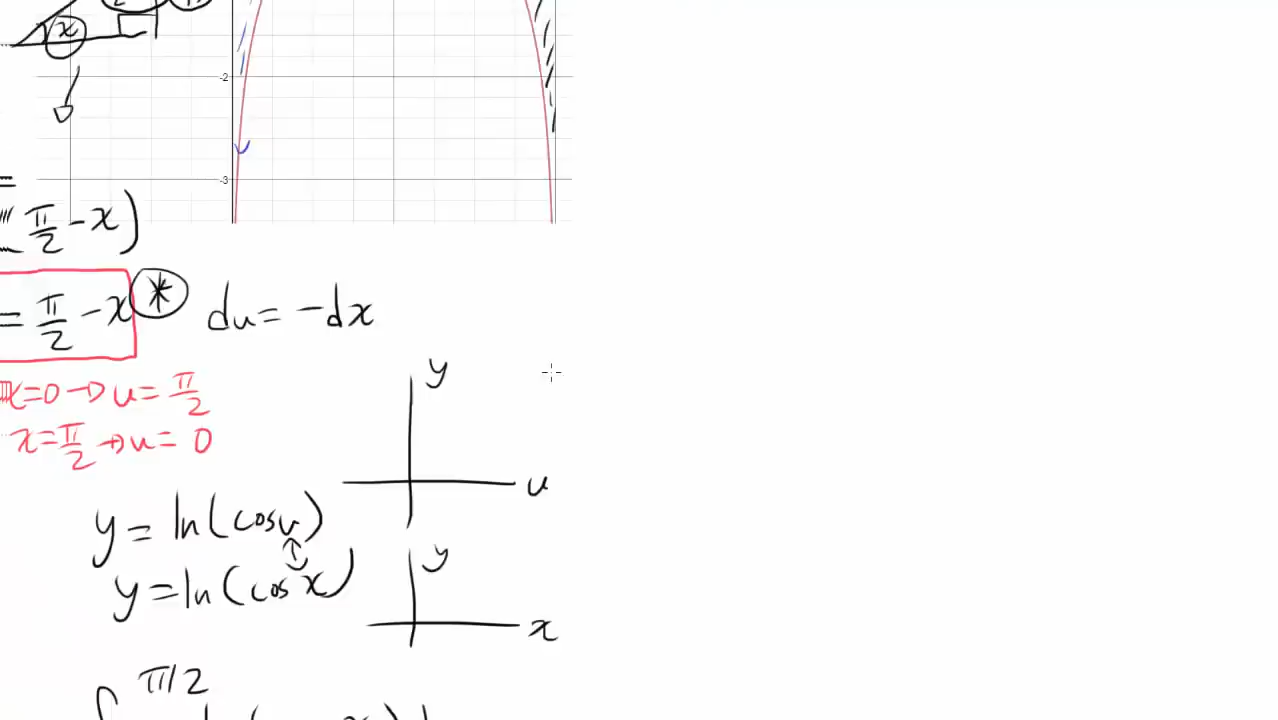 x
-2
-3
=
π/2 - x)
= π/2 - x * du = -dx
x=0 → u = π/2
x = π/2 → u = 0
y
u
y = ln(cos u)
y = ln(cos x)
y
x
π/2